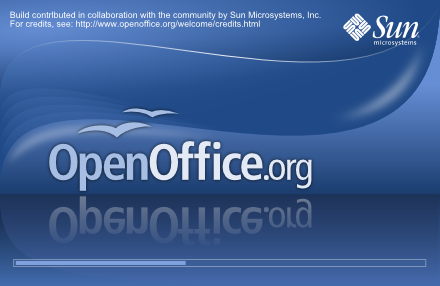 Build contributed in collaboration with the community by Sun Microsystems, Inc.
For credits, see: http://www.openoffice.org/welcome/credits.html
Sun
microsystems
OpenOffice.org